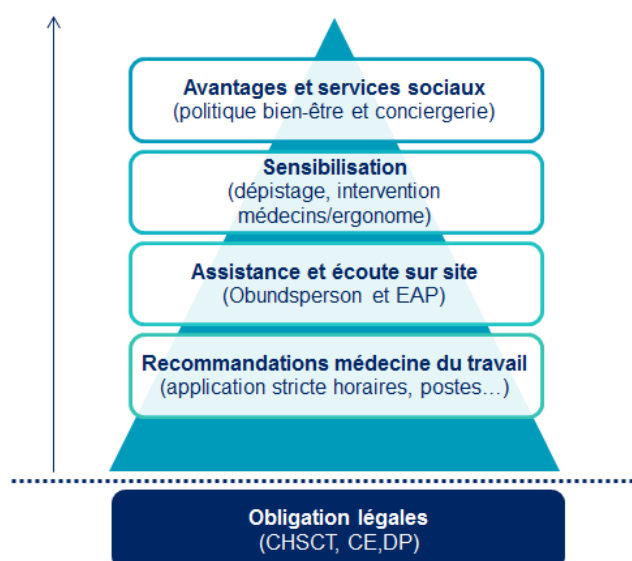 Avantages et services sociaux
(politique bien-être et conciergerie)
Sensibilisation
(dépistage, intervention
médecins/ergonome)
Assistance et écoute sur site
(Obundsperson et EAP)
Recommandations médecine du travail
(application stricte horaires, postes…)
Obligation légales
(CHSCT, CE,DP)